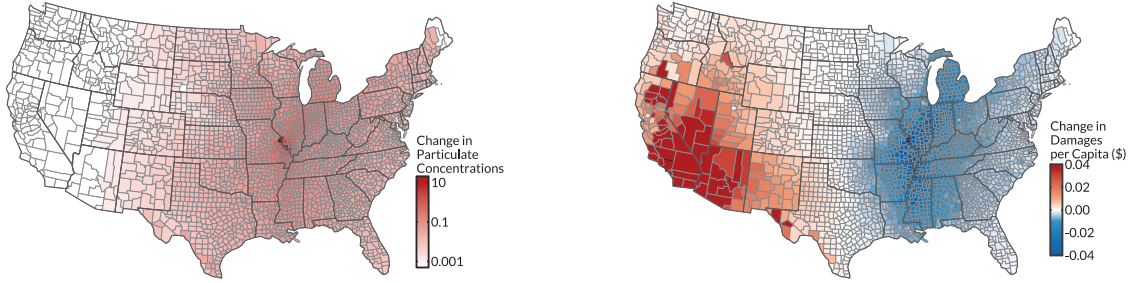 Change in
Particulate
Concentrations
10
0.1
0.001
Change in
Damages
per Capita ($)
0.04
0.02
0.00
-0.02
-0.04